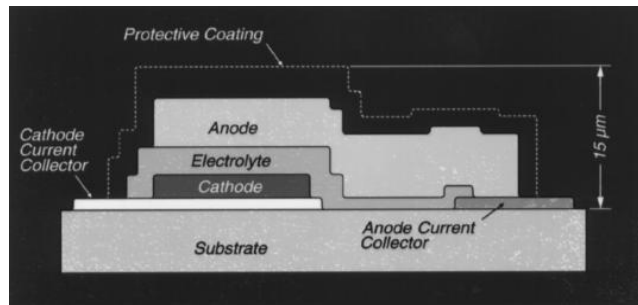 Protective Coating
Anode
15 μm
Cathode
Current
Collector
Electrolyte
Cathode
Anode Current
Collector
Substrate